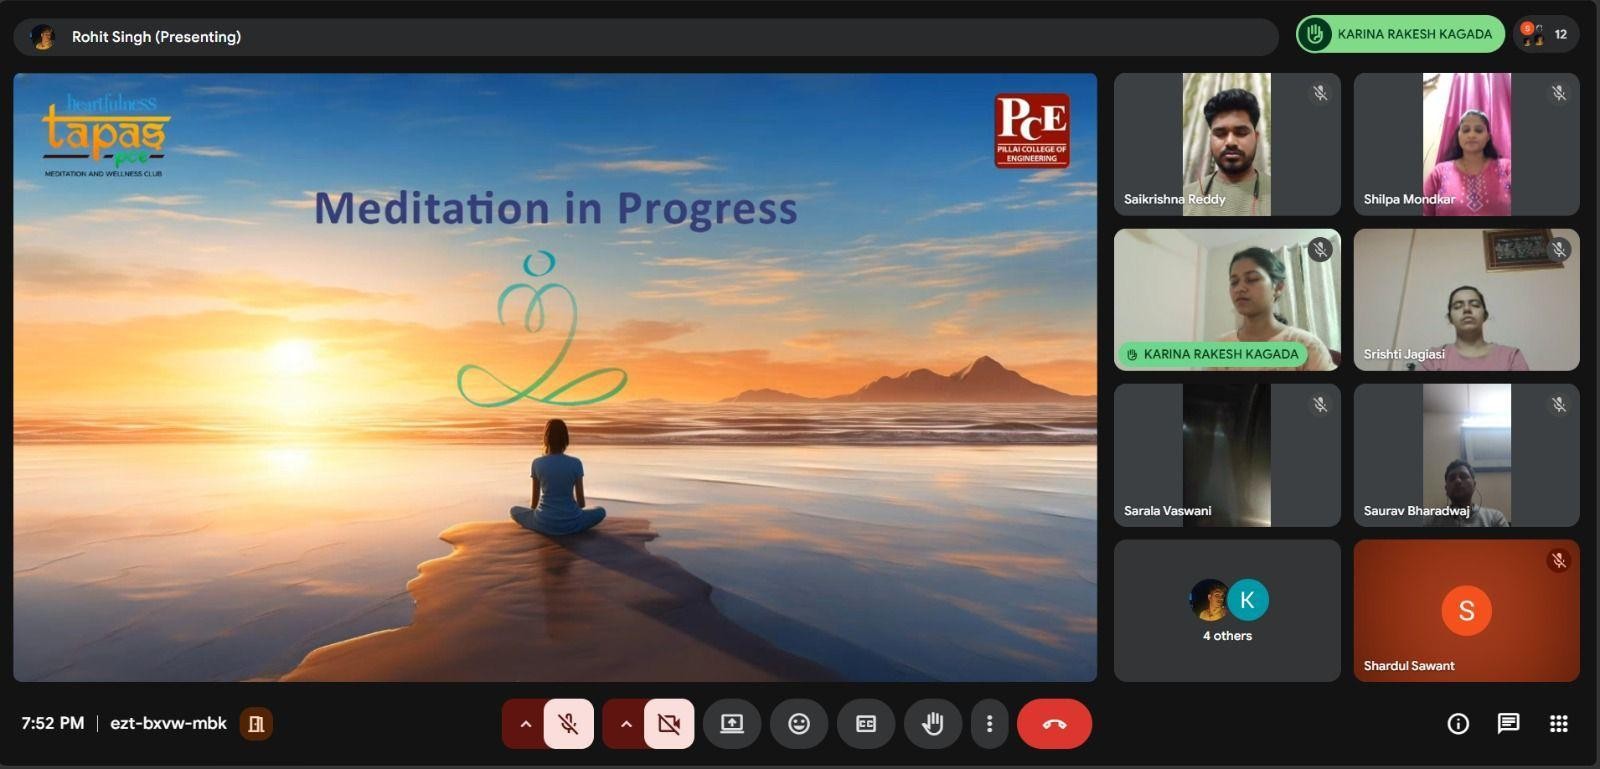 Rohit Singh (Presenting)
KARINA RAKESH KAGADA
12
heartfulness
tapas
pce
MEDITATION AND WELLNESS CLUB
PCE
PILLAI COLLEGE OF
ENGINEERING
Meditation in Progress
Saikrishna Reddy
Shilpa Mondkar
KARINA RAKESH KAGADA
Srishti Jagiasi
Sarala Vaswani
Saurav Bharadwaj
K
4 others
S
Shardul Sawant
7:52 PM | ezt-bxvw-mbk